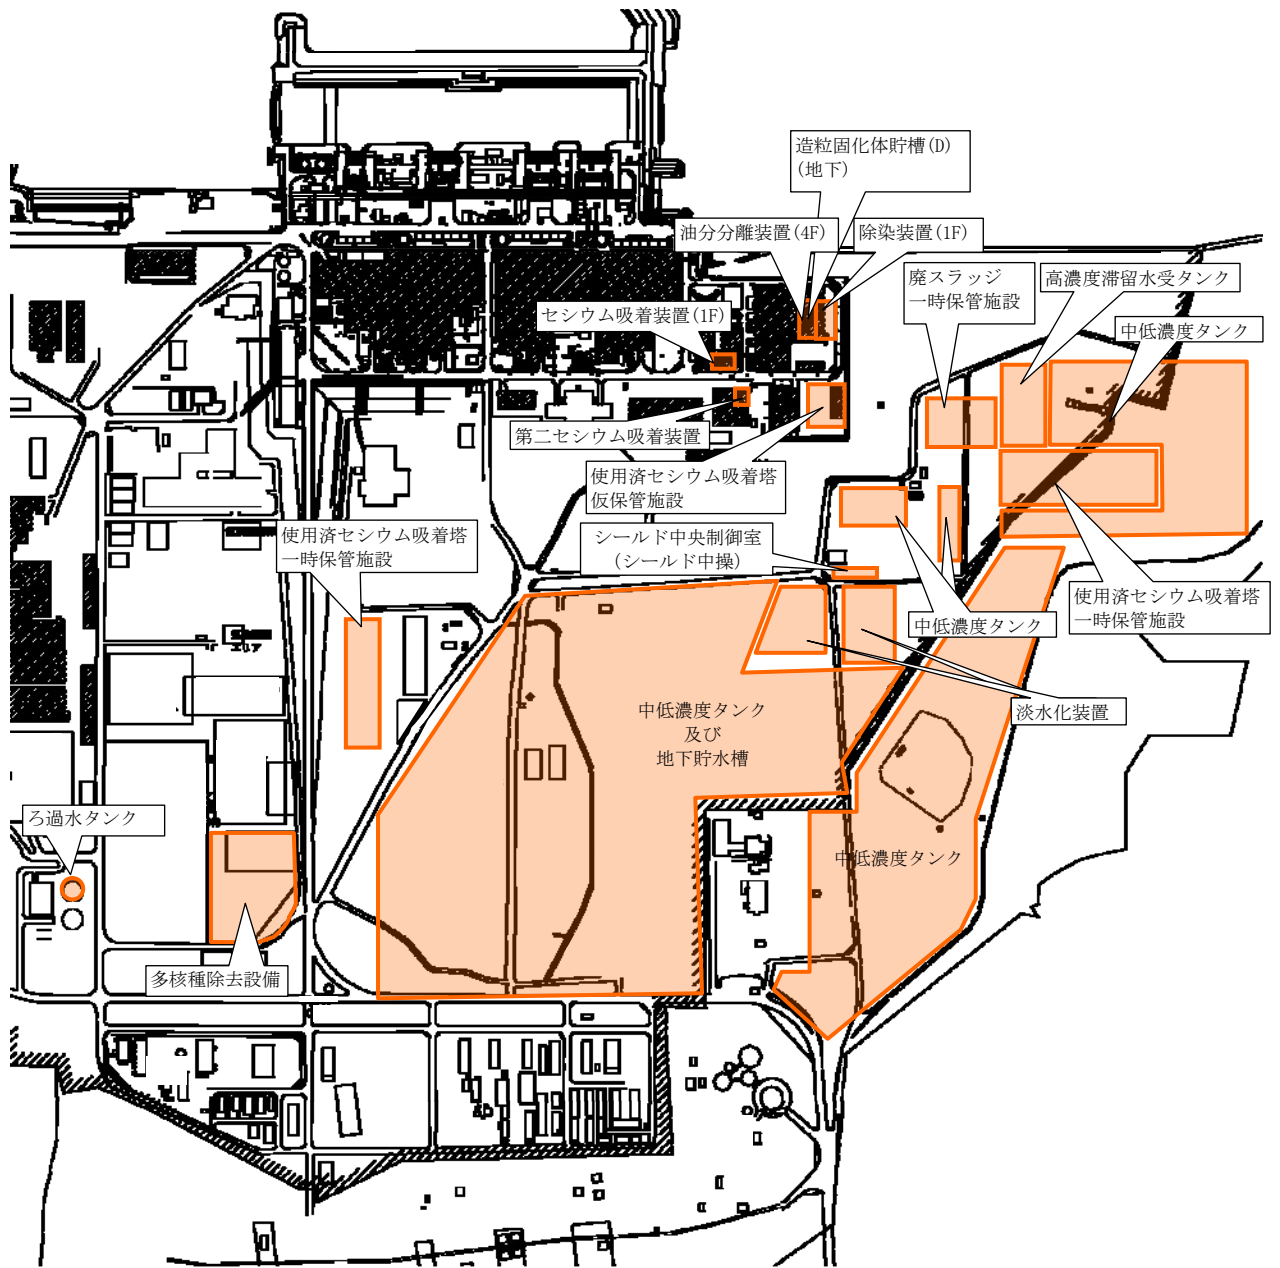 造粒固化体貯槽(D)
(地下)
油分分離装置(4F)
除染装置(1F)
廃スラッジ
一時保管施設
高濃度滞留水受タンク
セシウム吸着装置(1F)
中低濃度タンク
第二セシウム吸着装置
使用済セシウム吸着塔
仮保管施設
使用済セシウム吸着塔
一時保管施設
シールド中央制御室
(シールド中操)
使用済セシウム吸着塔
一時保管施設
中低濃度タンク
淡水化装置
中低濃度タンク
及び
地下貯水槽
ろ過水タンク
中低濃度タンク
多核種除去設備